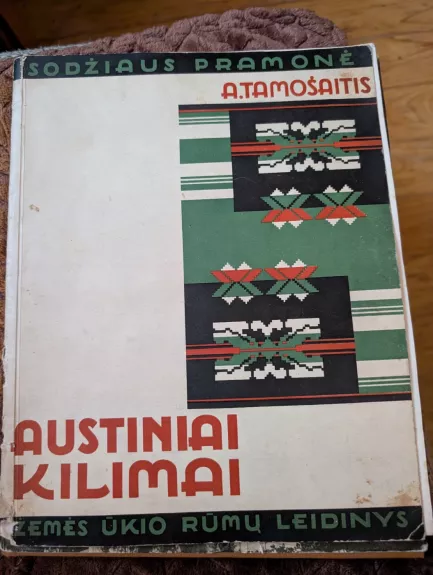 SODŽIAUS PRAMONĖ
A.TAMOŠAITIS
AUSTINIAI
KILIMAI
ŽEMĖS ŪKIO RŪMŲ LEIDINYS